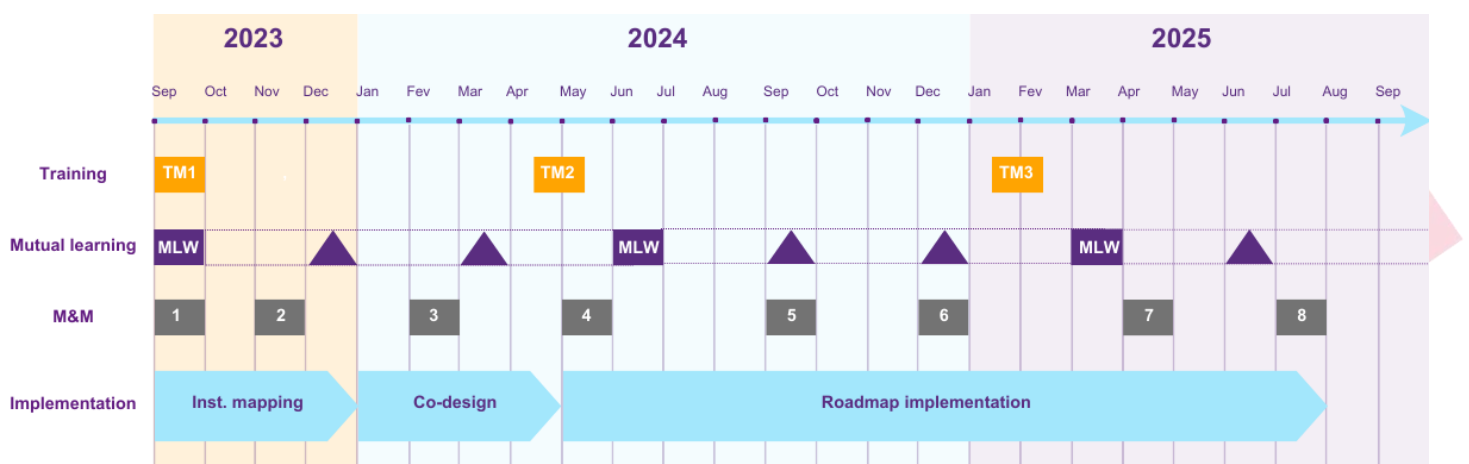 2023 2024 2025
Sep Oct Nov Dec Jan Fev Mar Apr May Jun Jul Aug Sep Oct Nov Dec Jan Fev Mar Apr May Jun Jul Aug Sep
Training TM1 TM2 TM3
Mutual learning MLW MLW MLW
M&M 1 2 3 4 5 6 7 8
Implementation Inst. mapping Co-design Roadmap implementation